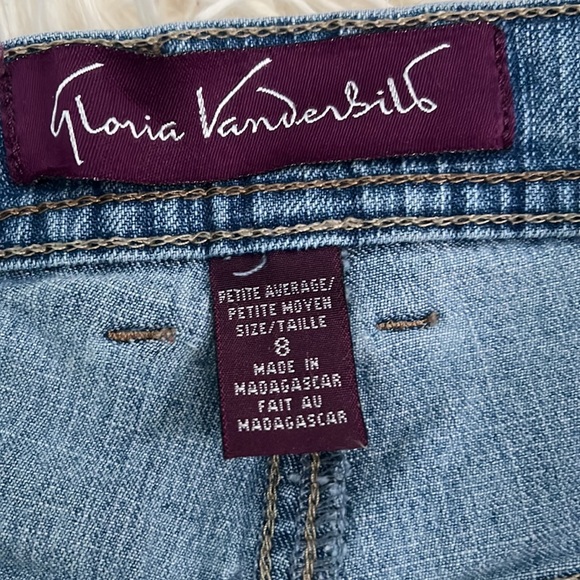 Gloria Vanderbilt
PETITE AVERAGE/
PETITE MOYEN
SIZE/TAILLE
8
MADE IN
MADAGASCAR
FAIT AU
MADAGASCAR